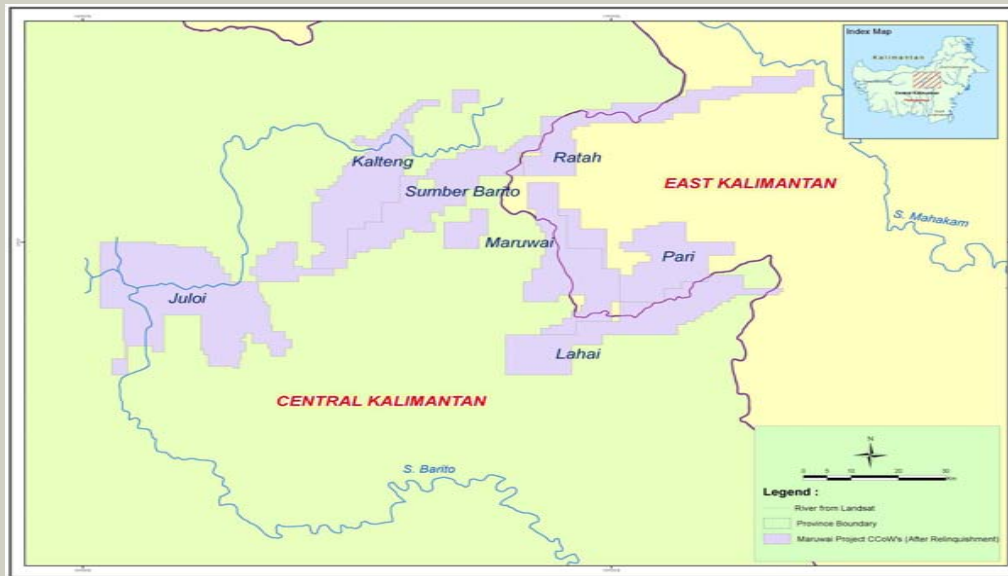 Index Map
Kalimantan
Ratah
Kalteng
EAST KALIMANTAN
Sumber Barito
S. Mahakam
Maruwai
Pari
Juloi
Lahai
CENTRAL KALIMANTAN
S. Barito
N
0 5 10 20 30
Km
Legend :
River from Landsat
Province Boundary
Maruwai Project CCoW's (After Relinquishment)